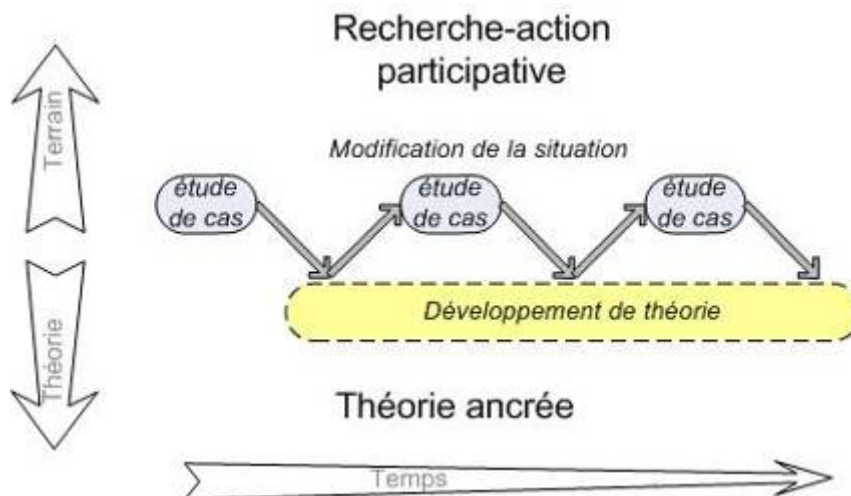 Recherche-action
participative
Terrain
Modification de la situation
étude
de cas
étude
de cas
étude
de cas
Développement de théorie
Théorie
Théorie ancrée
Temps